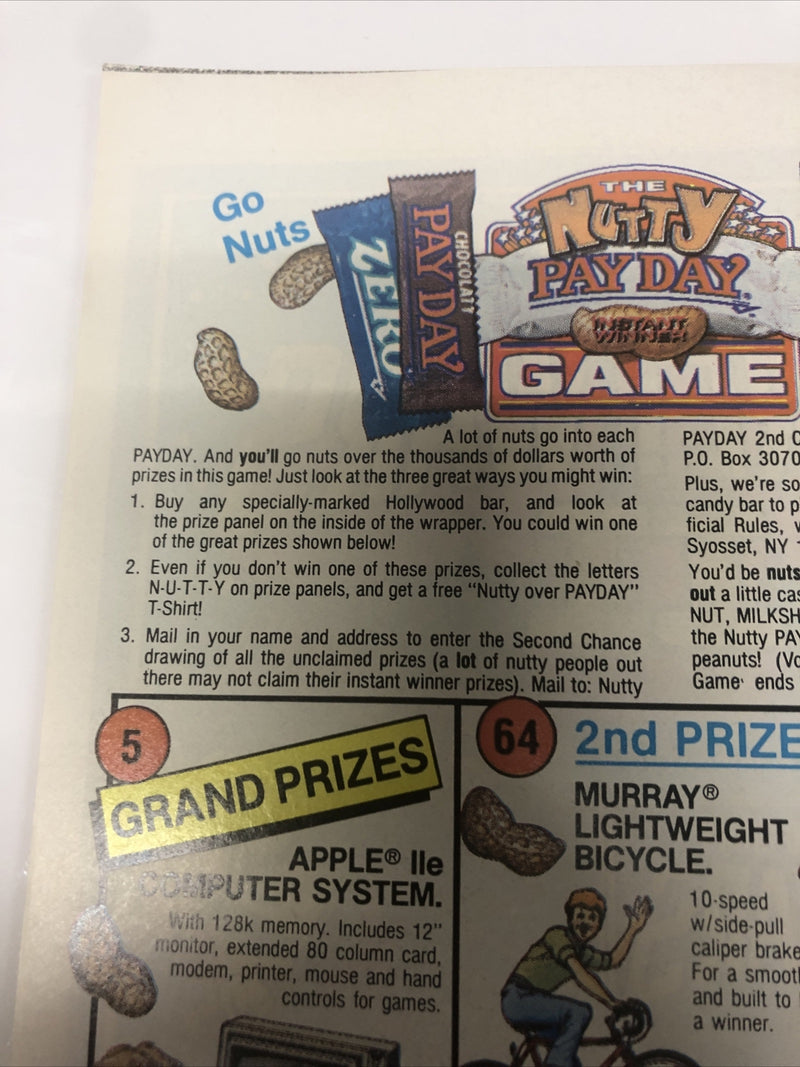 Go
Nuts
ZERO
CHOCOLATY
PAY DAY
THE
NUTTY
PAY DAY
INSTANT
WINNER
GAME
A lot of nuts go into each
PAYDAY. And you'll go nuts over the thousands of dollars worth of
prizes in this game! Just look at the three great ways you might win:
1. Buy any specially-marked Hollywood bar, and look at
the prize panel on the inside of the wrapper. You could win one
of the great prizes shown below!
2. Even if you don't win one of these prizes, collect the letters
N-U-T-T-Y on prize panels, and get a free "Nutty over PAYDAY"
T-Shirt!
3. Mail in your name and address to enter the Second Chance
drawing of all the unclaimed prizes (a lot of nutty people out
there may not claim their instant winner prizes). Mail to: Nutty
PAYDAY 2nd
P.O. Box 3070
Plus, we're so
candy bar to p
ficial Rules,
Syosset, NY
You'd be nuts
out a little
NUT, MILKSH
the Nutty PAY
peanuts!
Game ends
5
GRAND PRIZES
APPLE® IIe
COMPUTER SYSTEM.
With 128k memory. Includes 12"
monitor, extended 80 column card,
modem, printer, mouse and hand
controls for games.
64
2nd PRIZE
MURRAY®
LIGHTWEIGHT
BICYCLE.
10-speed
w/side-pull
caliper brake
For a smooth
and built to
a winner.